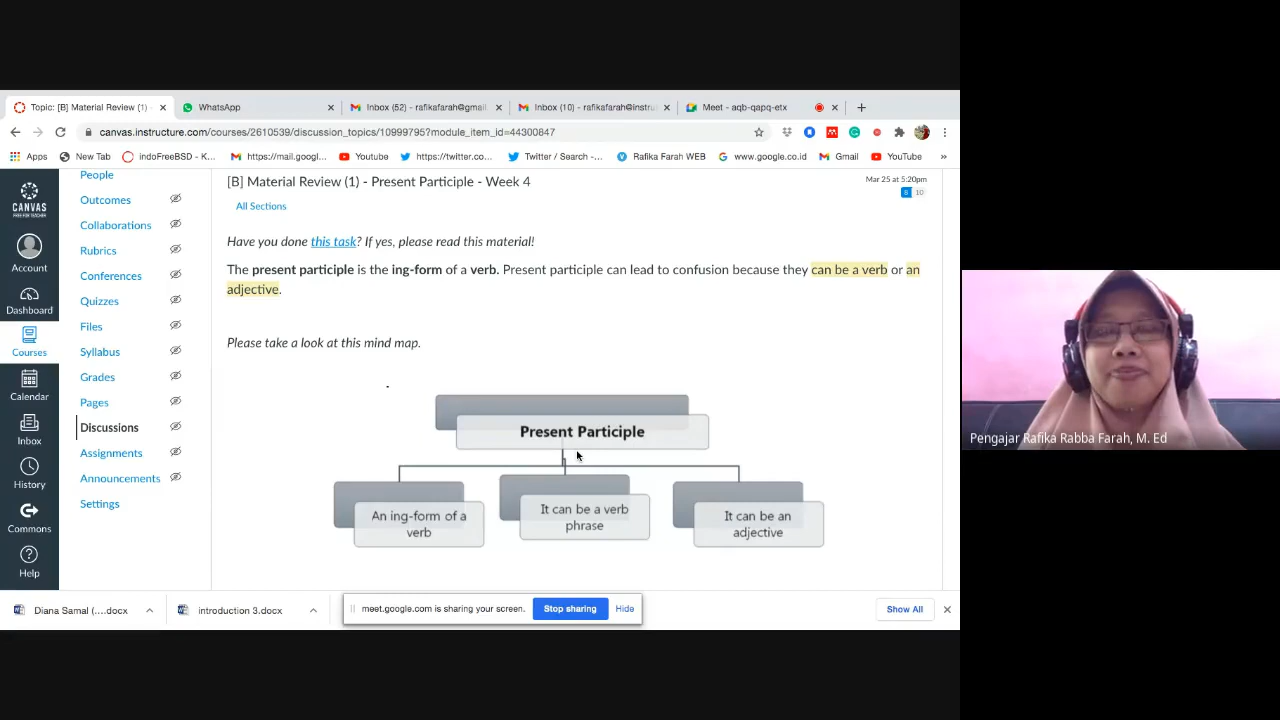 Topic: [B] Material Review (1) -
WhatsApp
Inbox (52) - rafikafarah@gmail.
Inbox (10) - rafikafarah@instru
Meet - aqb-qapq-etx
canvas.instructure.com/courses/2610539/discussion_topics/10999795?module_item_id=44300847
Apps
New Tab
indoFreeBSD - K...
https://mail.googl...
Youtube
https://twitter.co...
Twitter / Search -...
Rafika Farah WEB
www.google.co.id
Gmail
YouTube
»
CANVAS
FREE FOR TEACHER
Account
Dashboard
Courses
Calendar
Inbox
History
Commons
Help
People
Outcomes
Collaborations
Rubrics
Conferences
Quizzes
Files
Syllabus
Grades
Pages
Discussions
Assignments
Announcements
Settings
[B] Material Review (1) - Present Participle - Week 4
Mar 25 at 5:20pm
8 10
All Sections
Have you done this task? If yes, please read this material!
The present participle is the ing-form of a verb. Present participle can lead to confusion because they can be a verb or an
adjective.
Please take a look at this mind map.
Present Participle
An ing-form of a
verb
It can be a verb
phrase
It can be an
adjective
Pengajar Rafika Rabba Farah, M. Ed
Diana Samal (....docx
introduction 3.docx
meet.google.com is sharing your screen.
Stop sharing
Hide
Show All